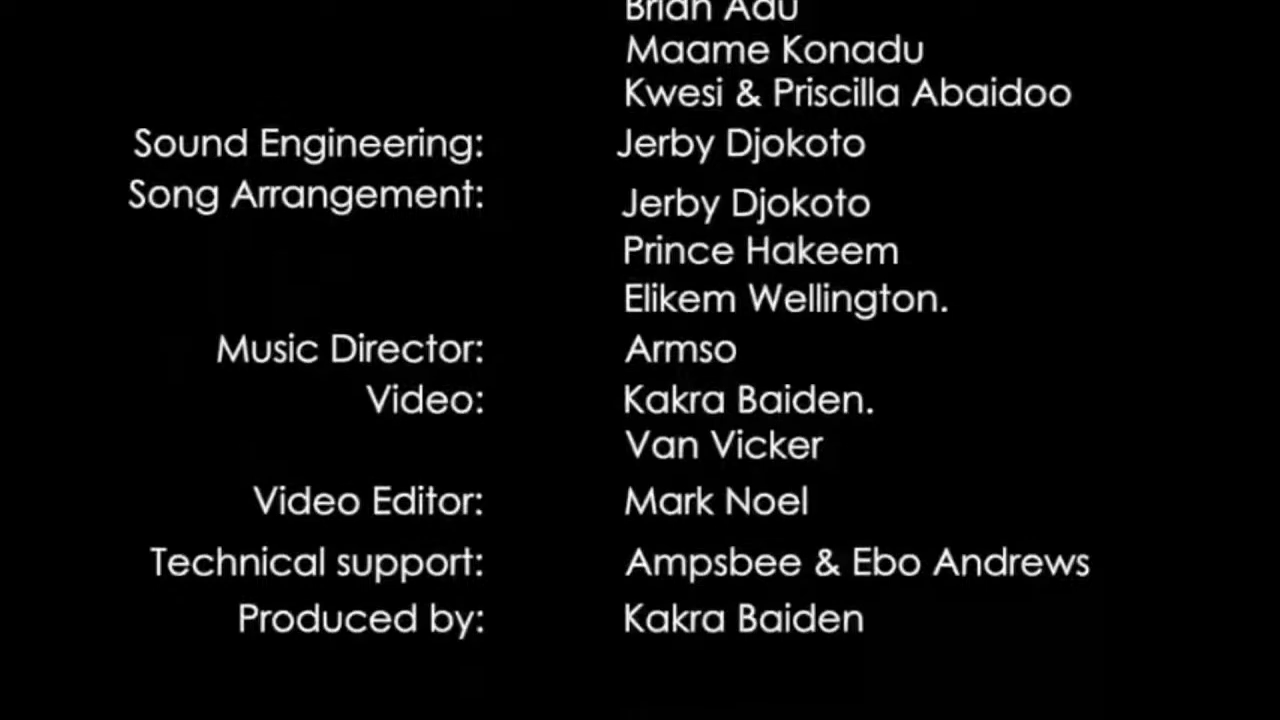 Brian Adu
Maame Konadu
Kwesi & Priscilla Abaidoo
Sound Engineering: Jerby Djokoto
Song Arrangement: Jerby Djokoto
Prince Hakeem
Elikem Wellington.
Music Director: Armso
Video: Kakra Baiden.
Van Vicker
Video Editor: Mark Noel
Technical support: Ampsbee & Ebo Andrews
Produced by: Kakra Baiden